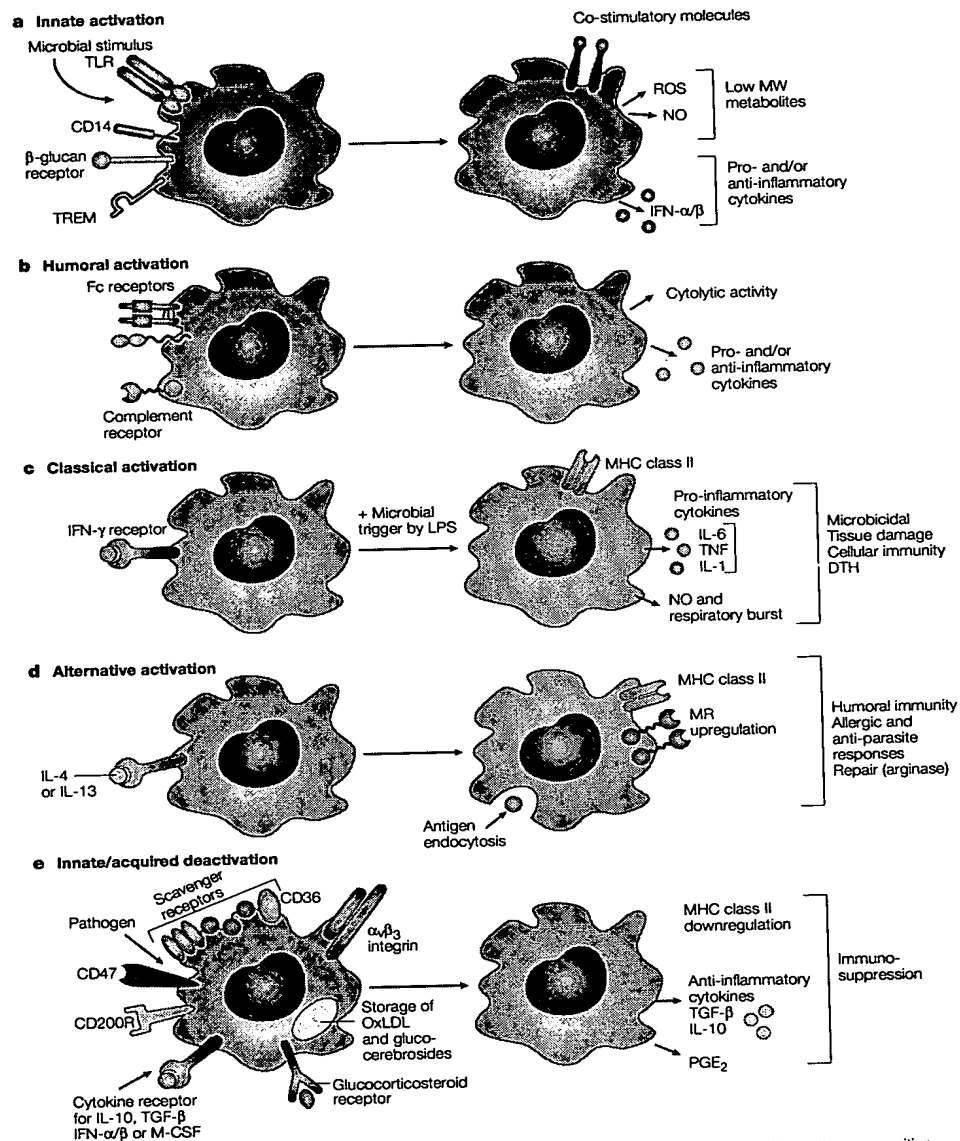 a Innate activation
Microbial stimulus
TLR
CD14
β-glucan
receptor
TREM
Co-stimulatory molecules
ROS
NO
Low MW
metabolites
IFN-α/β
Pro- and/or
anti-inflammatory
cytokines
b Humoral activation
Fc receptors
Complement
receptor
Cytolytic activity
Pro- and/or
anti-inflammatory
cytokines
c Classical activation
IFN-γ receptor
+ Microbial
trigger by LPS
MHC class II
Pro-inflammatory
cytokines
IL-6
TNF
IL-1
NO and
respiratory burst
Microbicidal
Tissue damage
Cellular immunity
DTH
d Alternative activation
IL-4
or IL-13
MHC class II
MR
upregulation
Antigen
endocytosis
Humoral immunity
Allergic and
anti-parasite
responses
Repair (arginase)
e Innate/acquired deactivation
Scavenger
receptors
CD36
Pathogen
αvβ3
integrin
CD47
CD200R
Storage of
OxLDL
and gluco-
cerebrosides
Glucocorticosteroid
receptor
Cytokine receptor
for IL-10, TGF-β
IFN-α/β or M-CSF
MHC class II
downregulation
Anti-inflammatory
cytokines
TGF-β
IL-10
PGE2
Immuno-
suppression